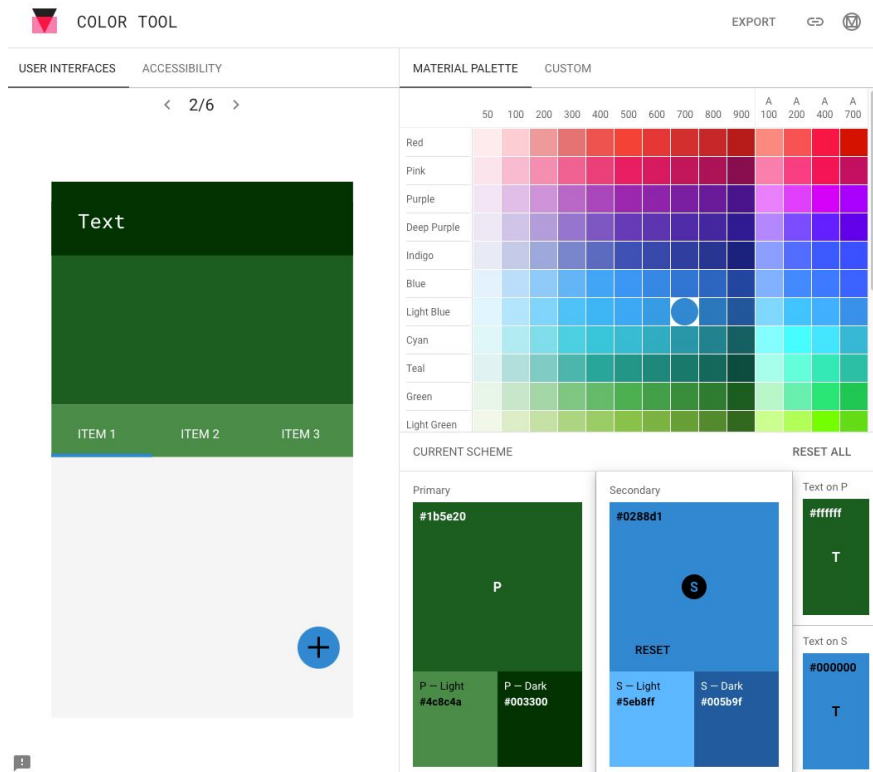 COLOR TOOL
EXPORT
USER INTERFACES ACCESSIBILITY
2/6
Text
ITEM 1 ITEM 2 ITEM 3
MATERIAL PALETTE CUSTOM
50 100 200 300 400 500 600 700 800 900 A 100 A 200 A 400 A 700
Red
Pink
Purple
Deep Purple
Indigo
Blue
Light Blue
Cyan
Teal
Green
Light Green
CURRENT SCHEME RESET ALL
Primary
#1b5e20
P
P — Light
#4c8c4a
P — Dark
#003300
Secondary
#0288d1
S
RESET
S — Light
#5eb8ff
S — Dark
#005b9f
Text on P
#ffffff
T
Text on S
#000000
T